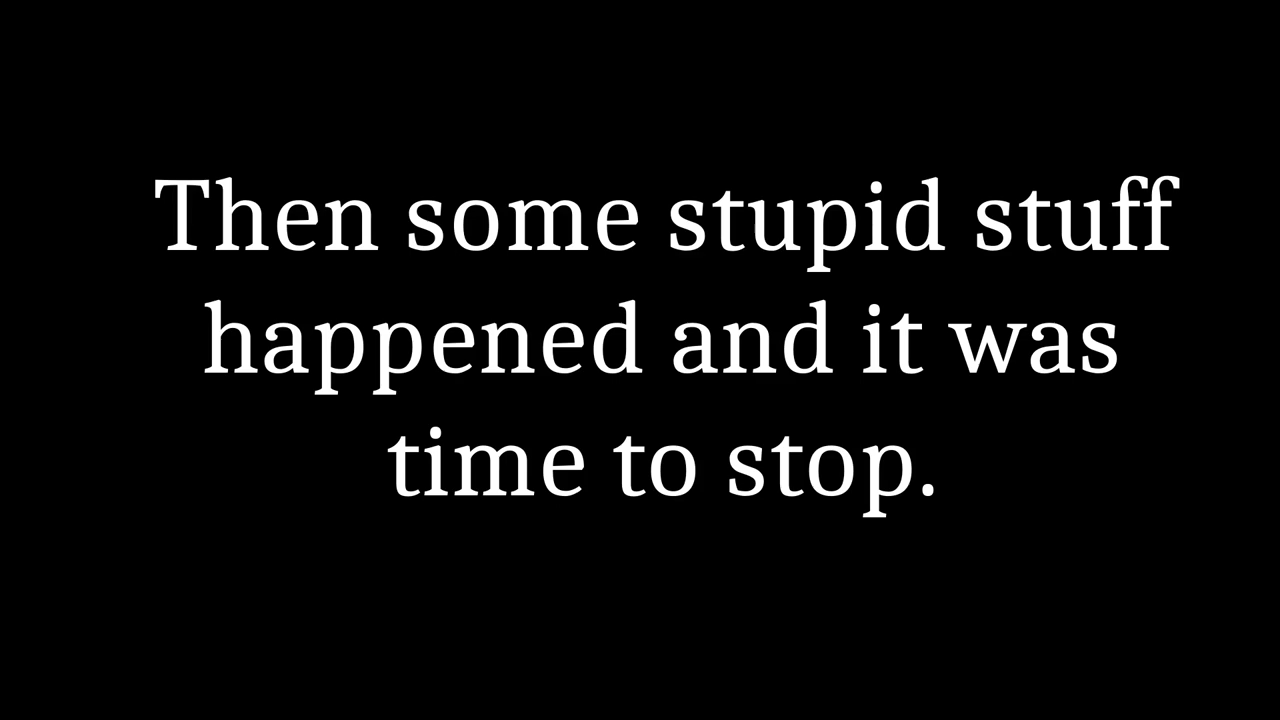 Then some stupid stuff
happened and it was
time to stop.